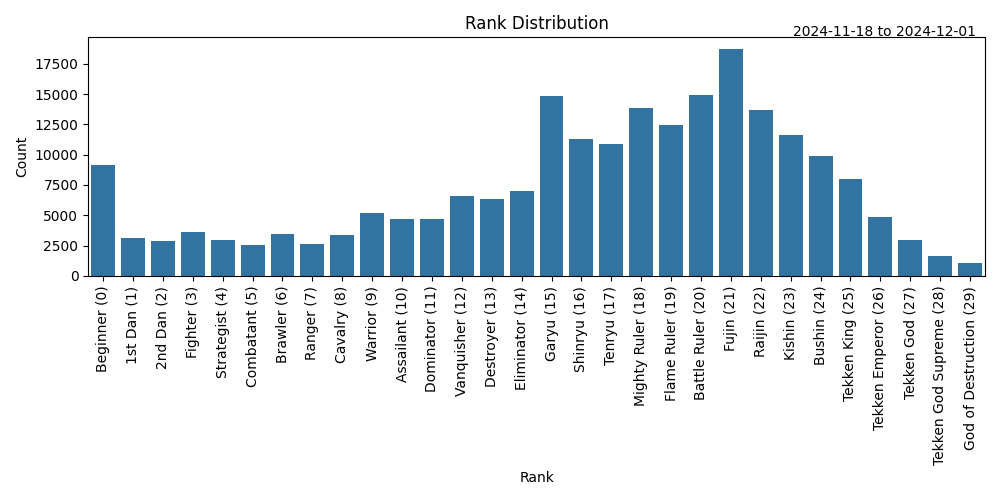 Rank Distribution
2024-11-18 to 2024-12-01
Count
17500
15000
12500
10000
7500
5000
2500
0
Beginner (0)
1st Dan (1)
2nd Dan (2)
Fighter (3)
Strategist (4)
Combatant (5)
Brawler (6)
Ranger (7)
Cavalry (8)
Warrior (9)
Assailant (10)
Dominator (11)
Vanquisher (12)
Destroyer (13)
Eliminator (14)
Garyu (15)
Shinryu (16)
Tenryu (17)
Mighty Ruler (18)
Flame Ruler (19)
Battle Ruler (20)
Fujin (21)
Raijin (22)
Kishin (23)
Bushin (24)
Tekken King (25)
Tekken Emperor (26)
Tekken God (27)
Tekken God Supreme (28)
God of Destruction (29)
Rank